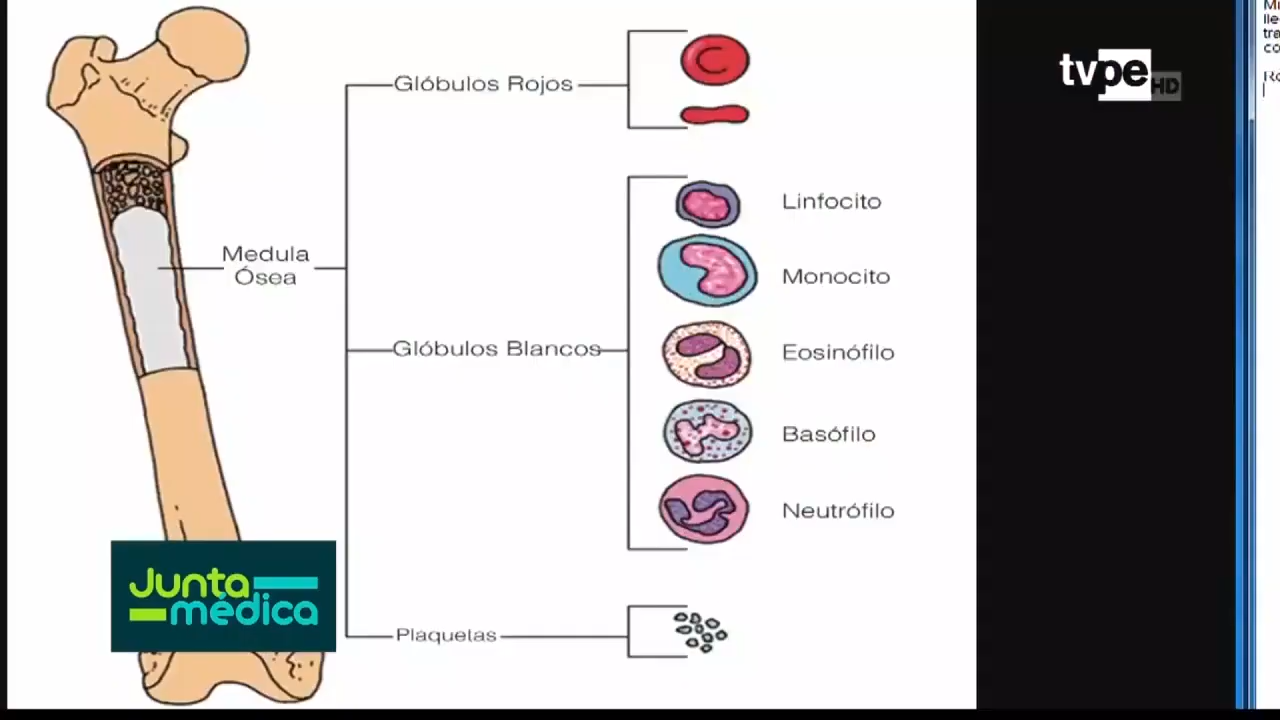 Glóbulos Rojos
Medula
Ósea
Glóbulos Blancos
Linfocito
Monocito
Eosinófilo
Basófilo
Neutrófilo
Plaquetas
Junta
médica
tvpe HD